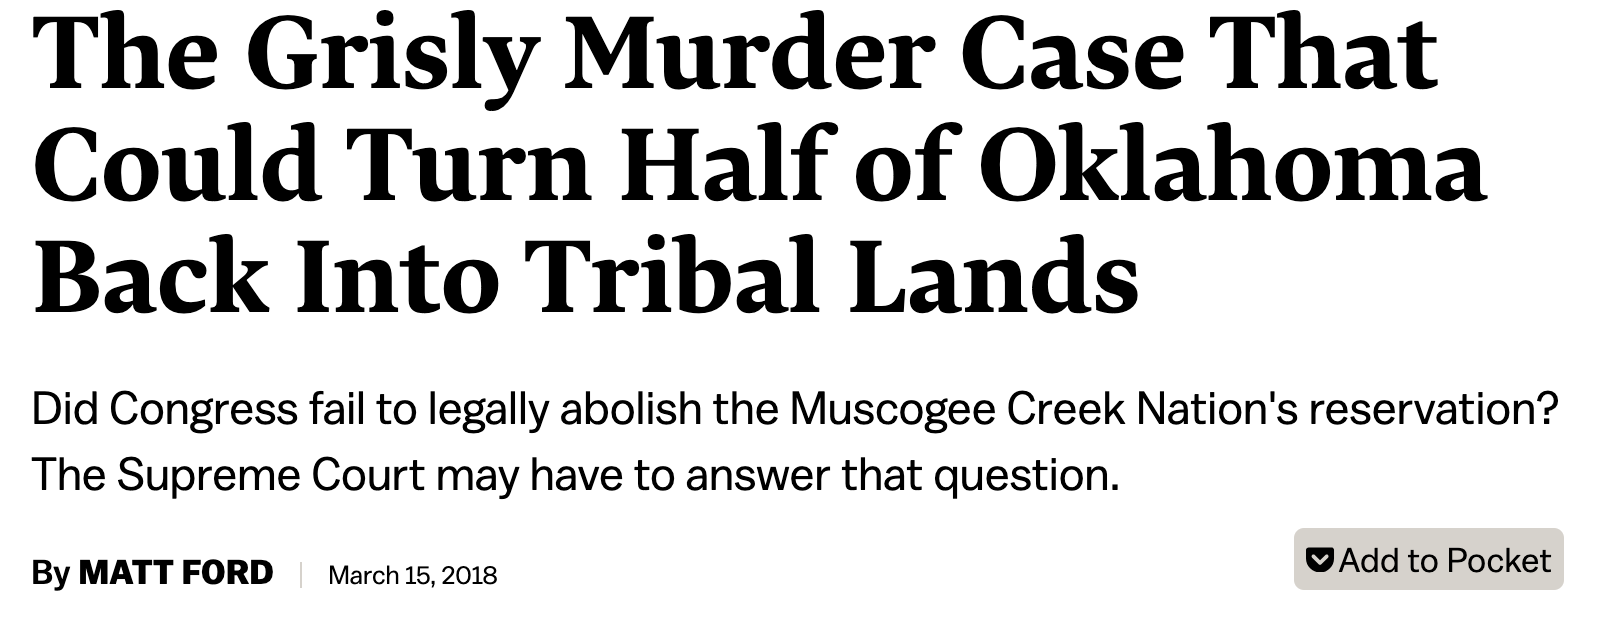 The Grisly Murder Case That
Could Turn Half of Oklahoma
Back Into Tribal Lands
Did Congress fail to legally abolish the Muscogee Creek Nation's reservation?
The Supreme Court may have to answer that question.
By MATT FORD | March 15, 2018
Add to Pocket